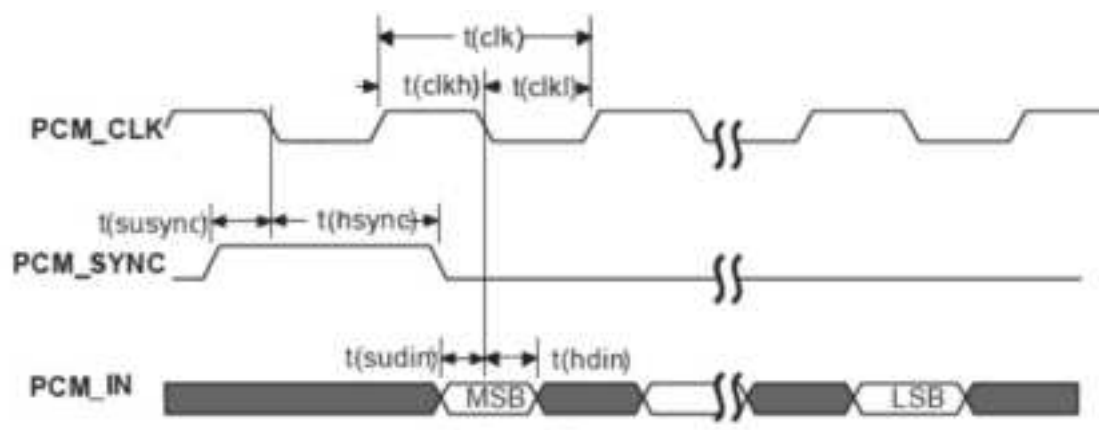 t(clk)
t(clkh) t(clkl)
PCM_CLK
t(susync) t(hsync)
PCM_SYNC
t(sudin) t(hdin)
PCM_IN MSB LSB